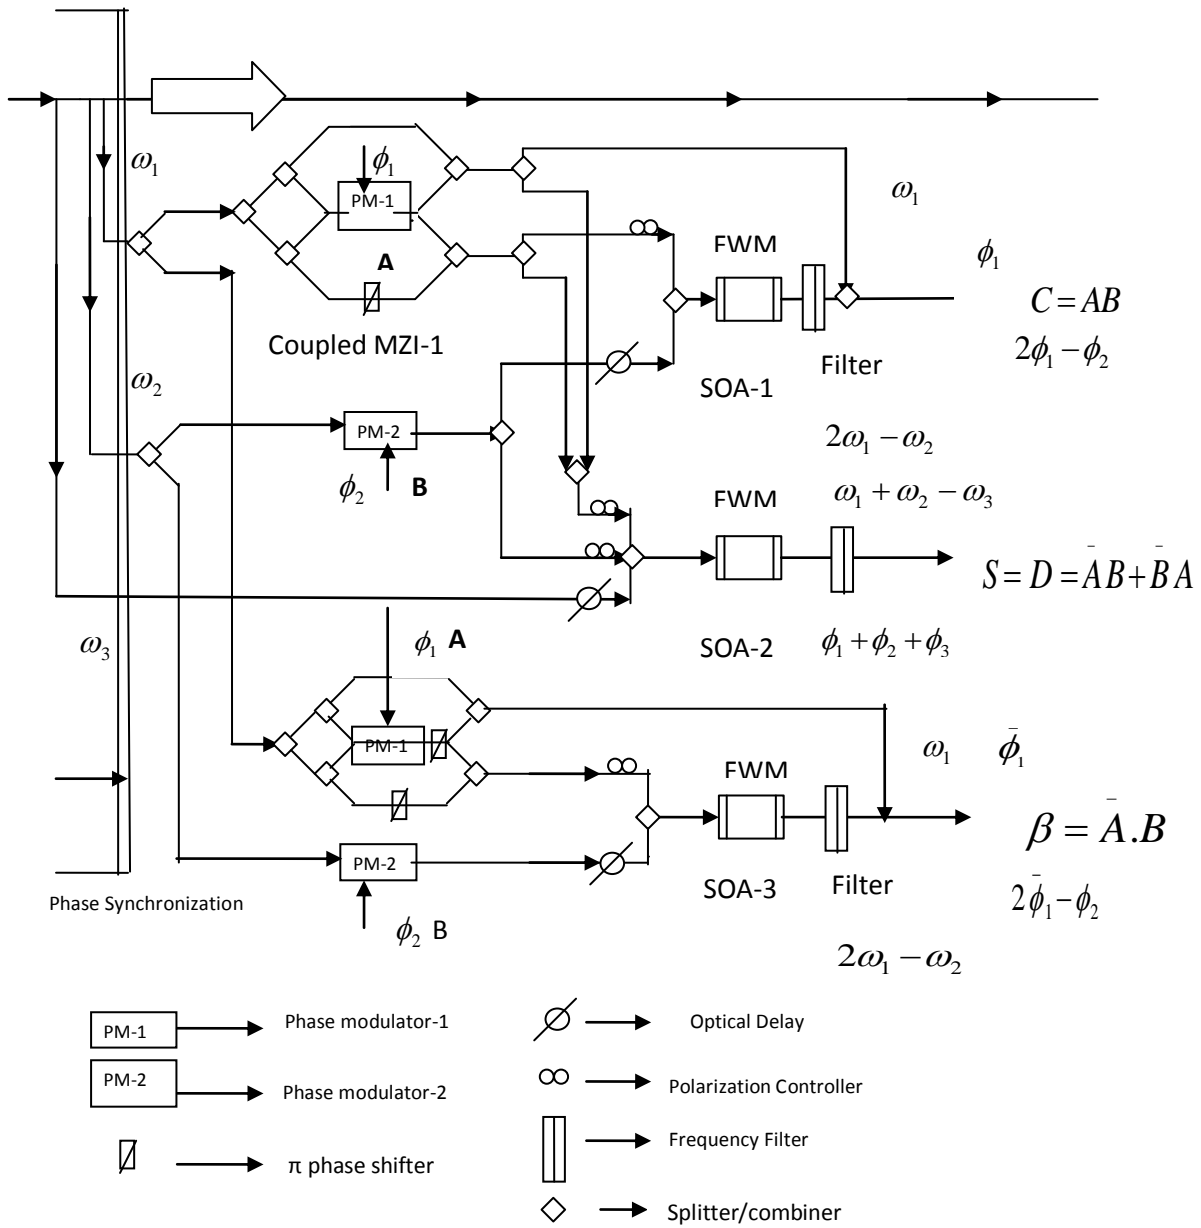 ω₁
ϕ₁
PM-1
A
Coupled MZI-1
FWM
SOA-1
Filter
ω₁
ϕ₁
C = AB
2ϕ₁ − ϕ₂
2ω₁ − ω₂
ω₂
PM-2
ϕ₂ B
FWM
ω₁ + ω₂ − ω₃
S = D = A̅B + B̅A
SOA-2
ϕ₁ + ϕ₂ + ϕ₃
ω₃
ϕ₁ A
PM-1
FWM
ω₁ ϕ̅₁
β = A̅.B
PM-2
SOA-3
Filter
2ϕ̅₁ − ϕ₂
Phase Synchronization
ϕ₂ B
2ω₁ − ω₂
PM-1 Phase modulator-1
Optical Delay
PM-2 Phase modulator-2
Polarization Controller
π phase shifter
Frequency Filter
Splitter/combiner